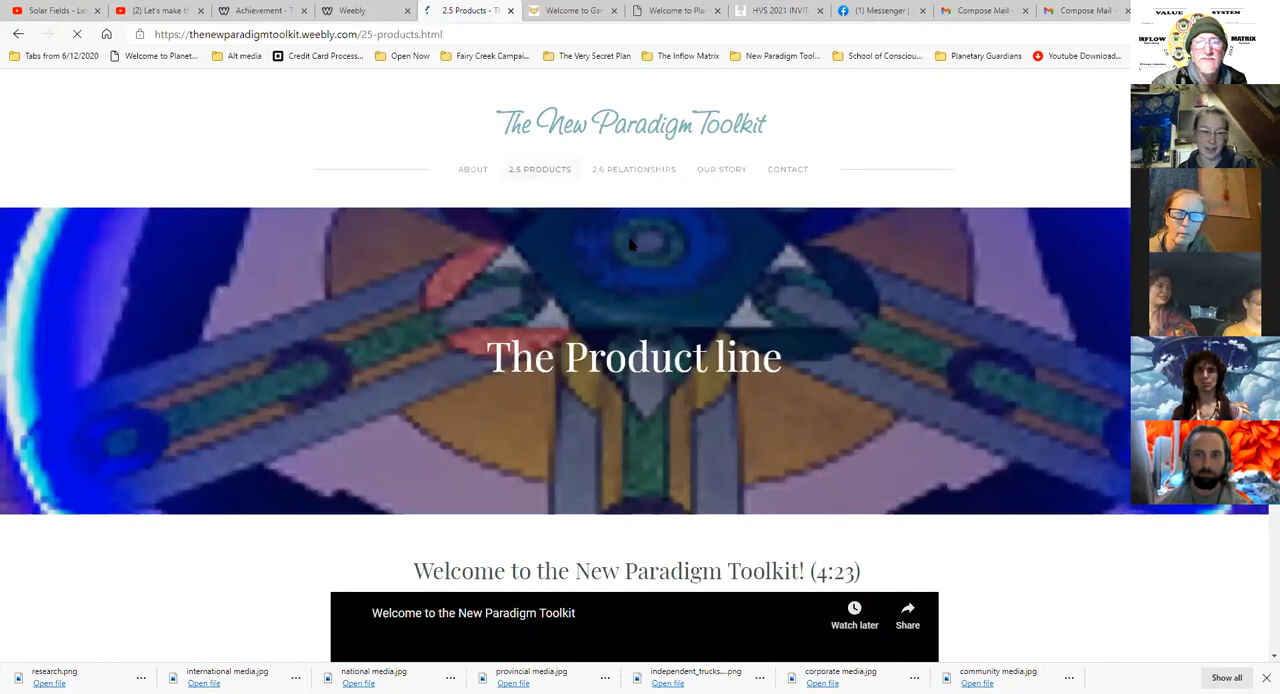 Solar Fields - Le
(2) Let's make th
Achievement - T
Weebly
2.5 Products - Th
Welcome to Gar
Welcome to Pla
HVS 2021 INVIT
(1) Messenger |
Compose Mail -
Compose Mail -
https://thenewparadigmtoolkit.weebly.com/25-products.html
Tabs from 6/12/2020
Welcome to Planet...
Alt media
Credit Card Process...
Open Now
The Very Secret Plan
The Inflow Matrix
New Paradigm Tool...
School of Conscious
Planetary Guardians
Youtube Download...
VALUE SYSTEM
MATRIX
The New Paradigm Toolkit
ABOUT 2.5 PRODUCTS 2.6 RELATIONSHIPS OUR STORY CONTACT
The Product line
Welcome to the New Paradigm Toolkit! (4:23)
Welcome to the New Paradigm Toolkit
Watch later
Share
research.png
Open file
international media.jpg
Open file
national media.jpg
Open file
provincial media.jpg
Open file
independent_trucks....png
Open file
corporate media.jpg
Open file
community media.jpg
Open file
Show all